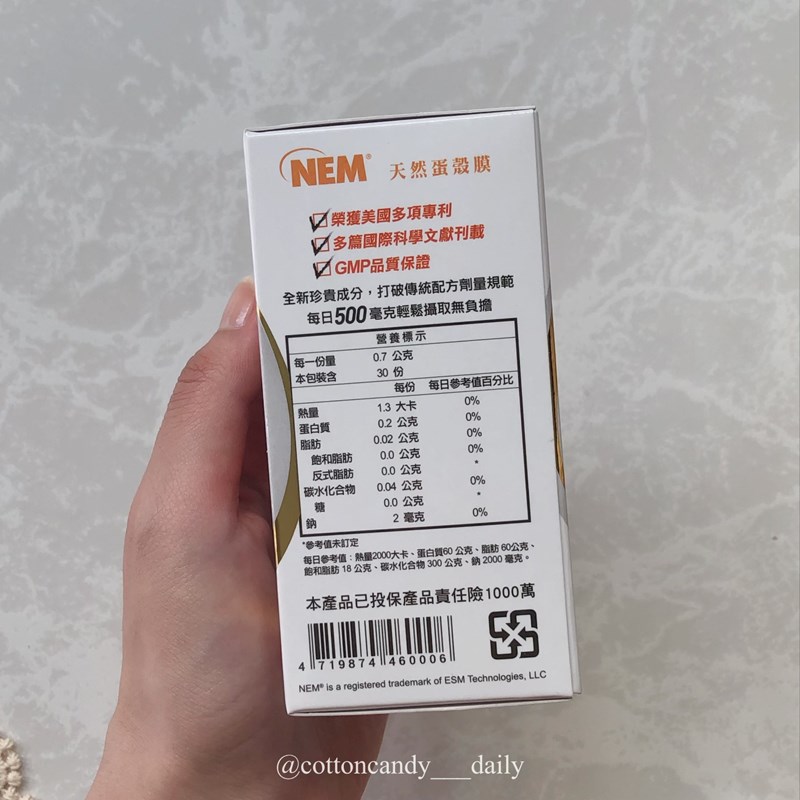 NEM® 天然蛋殼膜
榮獲美國多項專利
多篇國際科學文獻刊載
GMP品質保證
全新珍貴成分，打破傳統配方劑量規範
每日500毫克輕鬆攝取無負擔
營養標示
每一份量 0.7 公克
本包裝含 30 份
每份 每日參考值百分比
熱量 1.3 大卡 0%
蛋白質 0.2 公克 0%
脂肪 0.02 公克 0%
飽和脂肪 0.0 公克 0%
反式脂肪 0.0 公克 *
碳水化合物 0.04 公克 0%
糖 0.0 公克 *
鈉 2 毫克 0%
*參考值未訂定
每日參考值：熱量2000大卡、蛋白質60 公克、脂肪 60公克、
飽和脂肪 18 公克、碳水化合物 300 公克、鈉 2000 毫克。
本產品已投保產品責任險1000萬
4 719874 460006
NEM® is a registered trademark of ESM Technologies, LLC
@cottoncandy___daily